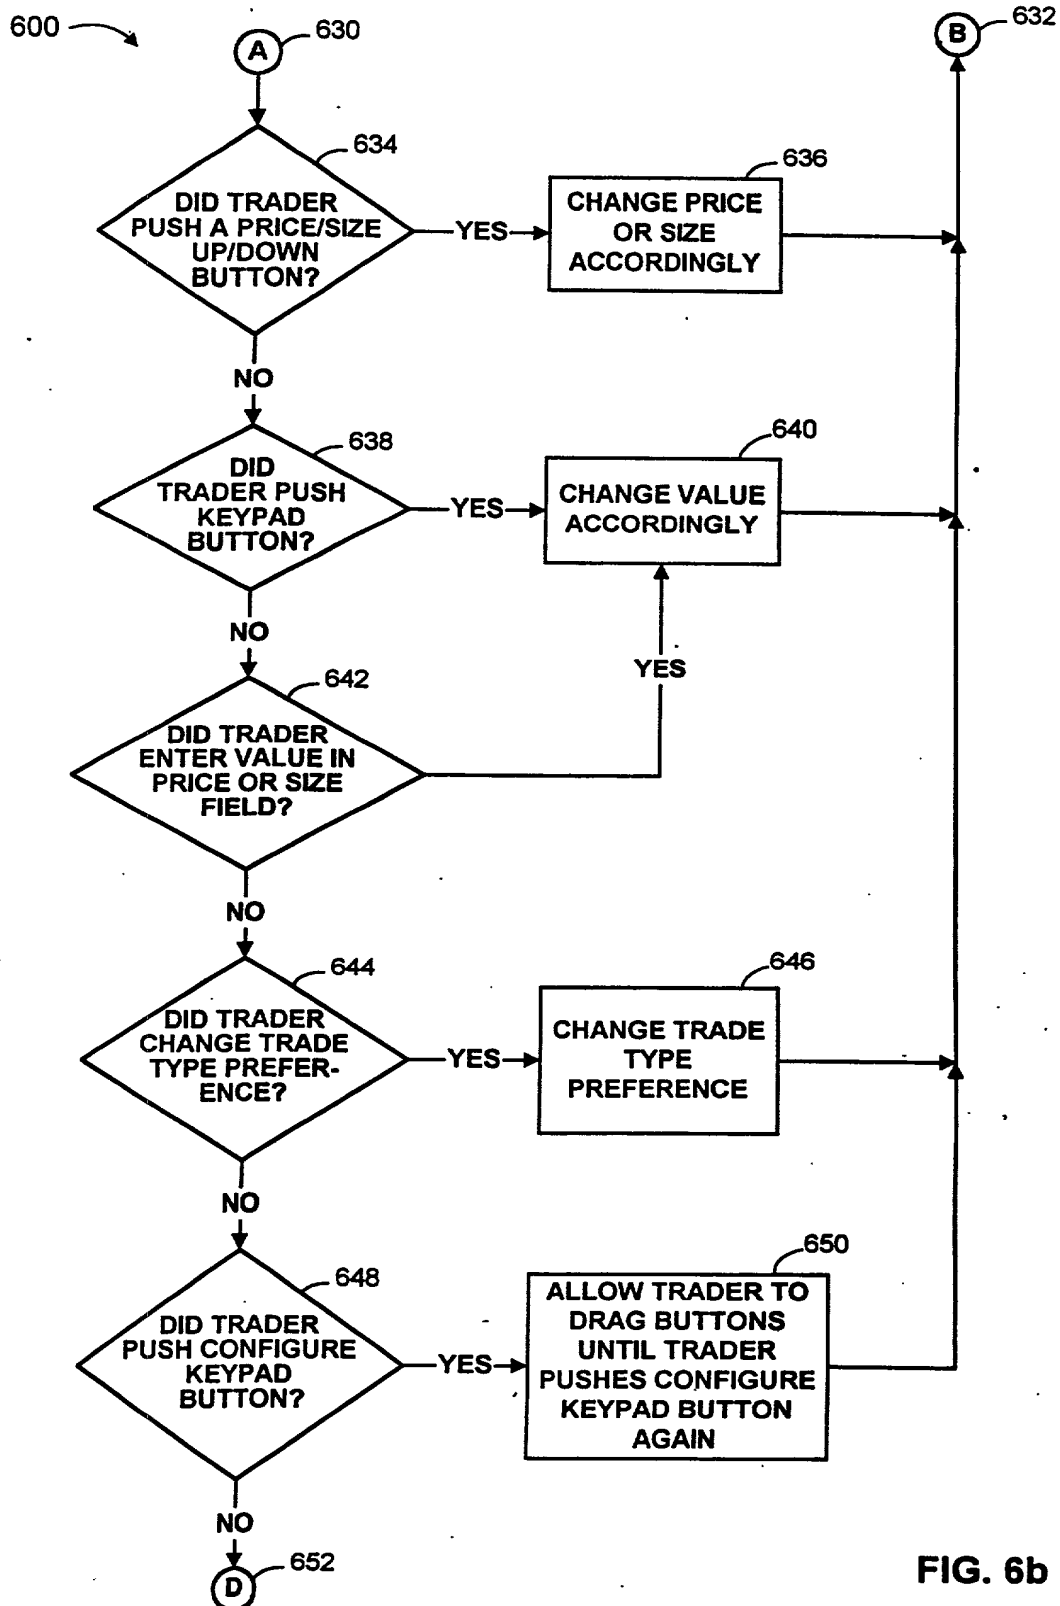 600
A
630
B
632
634
DID TRADER
PUSH A PRICE/SIZE
UP/DOWN
BUTTON?
YES
636
CHANGE PRICE
OR SIZE
ACCORDINGLY
NO
638
DID
TRADER PUSH
KEYPAD
BUTTON?
YES
640
CHANGE VALUE
ACCORDINGLY
NO
YES
642
DID TRADER
ENTER VALUE IN
PRICE OR SIZE
FIELD?
NO
644
DID TRADER
CHANGE TRADE
TYPE PREFER-
ENCE?
YES
646
CHANGE TRADE
TYPE
PREFERENCE
NO
648
DID TRADER
PUSH CONFIGURE
KEYPAD
BUTTON?
YES
650
ALLOW TRADER TO
DRAG BUTTONS
UNTIL TRADER
PUSHES CONFIGURE
KEYPAD BUTTON
AGAIN
NO
D
652
FIG. 6b